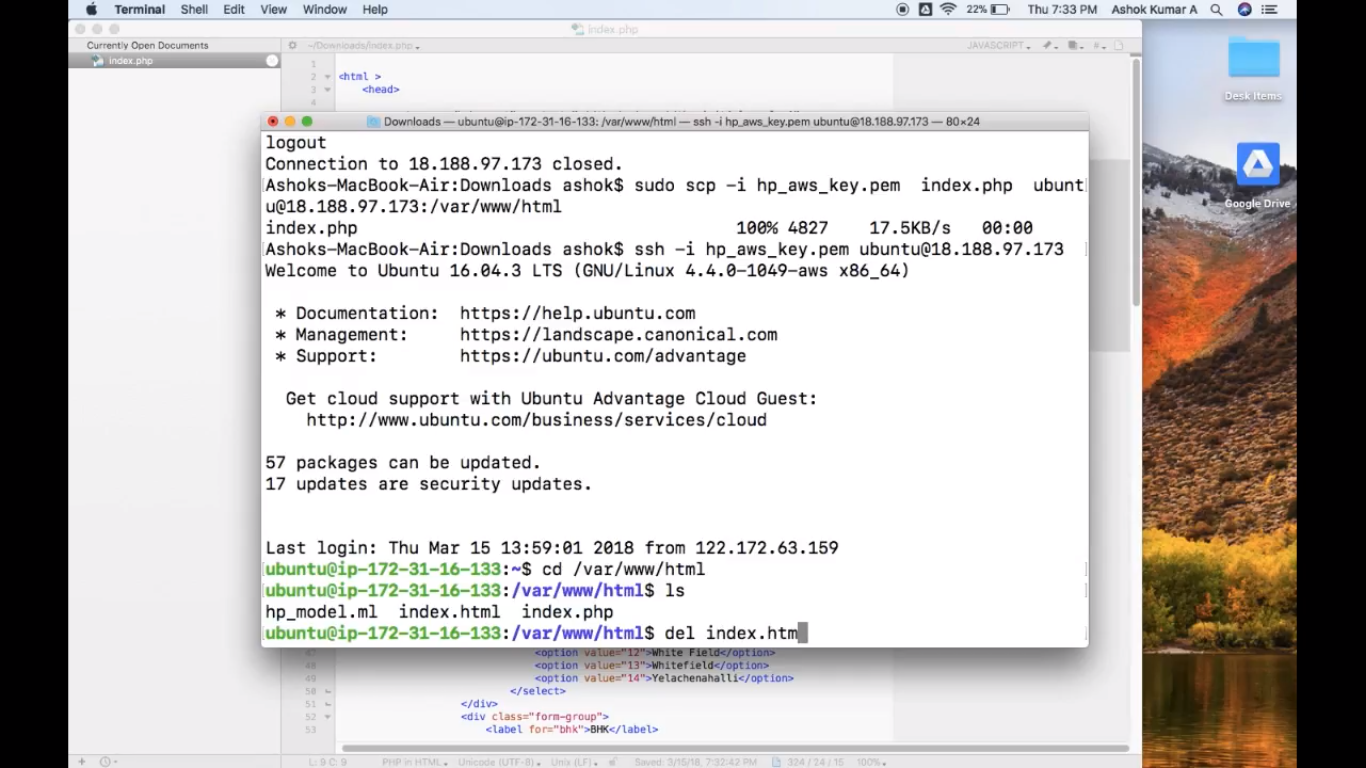 Terminal Shell Edit View Window Help 22% Thu 7:33 PM Ashok Kumar A
index.php
Currently Open Documents
~/Downloads/index.php
JAVASCRIPT
index.php
1
2 <html >
3 <head>
4
Desk Items
Google Drive
Downloads — ubuntu@ip-172-31-16-133: /var/www/html — ssh -i hp_aws_key.pem ubuntu@18.188.97.173 — 80×24
logout
Connection to 18.188.97.173 closed.
Ashoks-MacBook-Air:Downloads ashok$ sudo scp -i hp_aws_key.pem  index.php  ubunt
u@18.188.97.173:/var/www/html
index.php 100% 4827 17.5KB/s 00:00
Ashoks-MacBook-Air:Downloads ashok$ ssh -i hp_aws_key.pem ubuntu@18.188.97.173
Welcome to Ubuntu 16.04.3 LTS (GNU/Linux 4.4.0-1049-aws x86_64)
* Documentation: https://help.ubuntu.com
* Management: https://landscape.canonical.com
* Support: https://ubuntu.com/advantage
Get cloud support with Ubuntu Advantage Cloud Guest:
http://www.ubuntu.com/business/services/cloud
57 packages can be updated.
17 updates are security updates.
Last login: Thu Mar 15 13:59:01 2018 from 122.172.63.159
ubuntu@ip-172-31-16-133:~$ cd /var/www/html
ubuntu@ip-172-31-16-133:/var/www/html$ ls
hp_model.ml  index.html  index.php
ubuntu@ip-172-31-16-133:/var/www/html$ del index.htm
47 <option value="12">White Field</option>
48 <option value="13">Whitefield</option>
49 <option value="14">Yelachenahalli</option>
50 </select>
51 </div>
52 <div class="form-group">
53 <label for="bhk">BHK</label>
L: 9 C: 9 PHP in HTML Unicode (UTF-8) Unix (LF) Saved: 3/15/18, 7:32:42 PM 324 / 24 / 15 100%